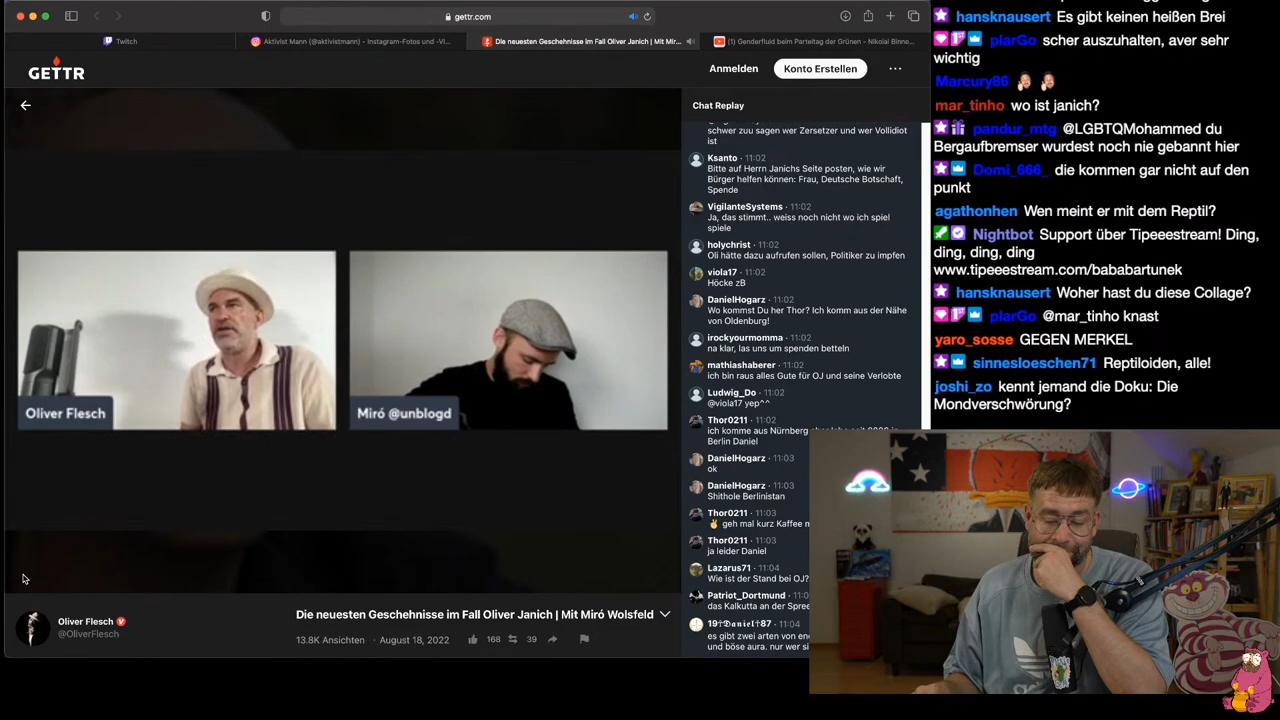 gettr.com
Twitch
Aktivist Mann (@aktivistmann) • Instagram-Fotos und -Vi...
Die neuesten Geschehnisse im Fall Oliver Janich | Mit Mir...
(1) Genderfluid beim Parteitag der Grünen - Nikolai Binne...
GETTR
Anmelden
Konto Erstellen
Chat Replay
schwer zuu sagen wer Zersetzer und wer Vollidiot
ist
Ksanto · 11:02
Bitte auf Herrn Janichs Seite posten, wie wir
Bürger helfen können: Frau, Deutsche Botschaft,
Spende
VigilanteSystems · 11:02
Ja, das stimmt.. weiss noch nicht wo ich spiel
spiele
holychrist · 11:02
Oli hätte dazu aufrufen sollen, Politiker zu impfen
viola17 · 11:02
Höcke zB
DanielHogarz · 11:02
Wo kommst Du her Thor? Ich komm aus der Nähe
von Oldenburg!
irockyourmomma · 11:02
na klar, las uns um spenden betteln
mathiashaberer · 11:02
ich bin raus alles Gute für OJ und seine Verlobte
Ludwig_Do · 11:02
@viola17 yep^^
Thor0211 · 11:02
ich komme aus Nürnberg
Berlin Daniel
DanielHogarz · 11:03
ok
DanielHogarz · 11:03
Shithole Berlinistan
Thor0211 · 11:03
✌ geh mal kurz Kaffee
Thor0211 · 11:03
ja leider Daniel
Lazarus71 · 11:04
Wie ist der Stand bei OJ?
Patriot_Dortmund · 11:04
das Kalkutta an der Spree
19†𝕯𝖆𝖓𝖎𝖊𝖑†87 · 11:04
es gibt zwei arten von
und böse aura. nur wer
Oliver Flesch
Miró @unblogd
Oliver Flesch
@OliverFlesch
Die neuesten Geschehnisse im Fall Oliver Janich | Mit Miró Wolsfeld
13.8K Ansichten · August 18, 2022
168
39
hansknausert Es gibt keinen heißen Brei
plarGo scher auszuhalten, aver sehr
wichtig
Marcury86
mar_tinho wo ist janich?
pandur_mtg @LGBTQMohammed du
Bergaufbremser wurdest noch nie gebannt hier
Domi_666_ die kommen gar nicht auf den
punkt
agathonhen Wen meint er mit dem Reptil?
Nightbot Support über Tipeeestream! Ding,
ding, ding, ding
www.tipeeestream.com/bababartunek
hansknausert Woher hast du diese Collage?
plarGo @mar_tinho knast
yaro_sosse GEGEN MERKEL
sinnesloeschen71 Reptiloiden, alle!
joshi_zo kennt jemand die Doku: Die
Mondverschwörung?